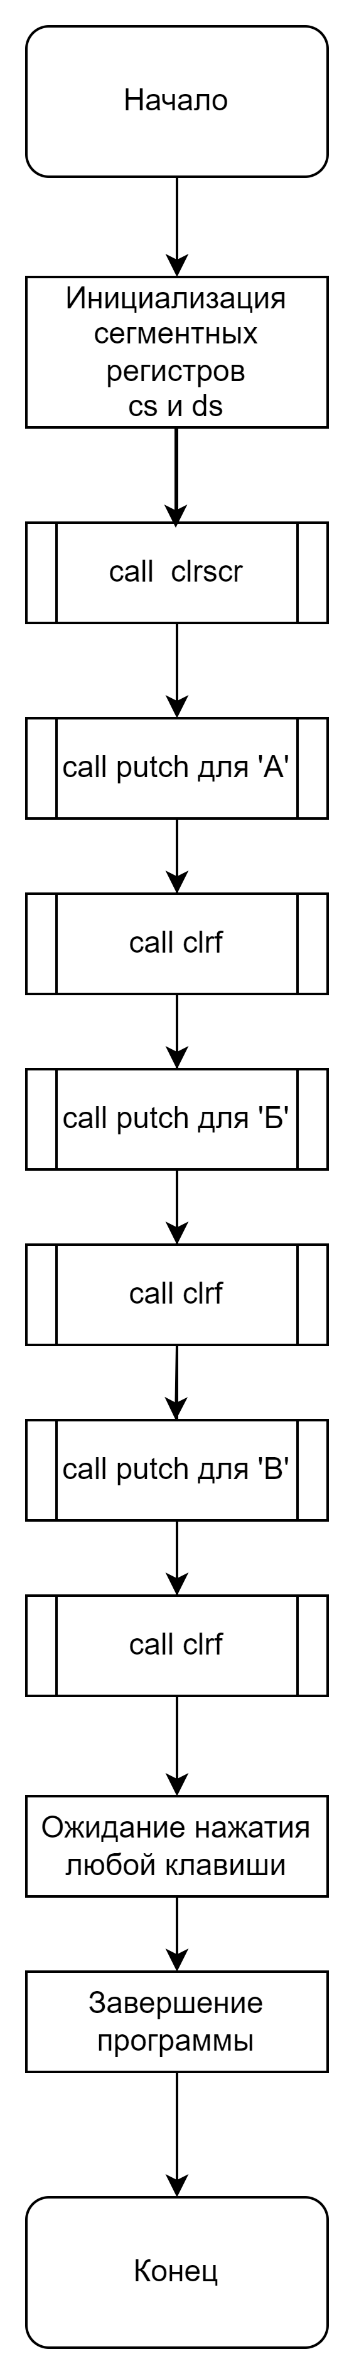 Начало
Инициализация
сегментных
регистров
cs и ds
call clrscr
call putch для 'А'
call clrf
call putch для 'Б'
call clrf
call putch для 'В'
call clrf
Ожидание нажатия
любой клавиши
Завершение
программы
Конец